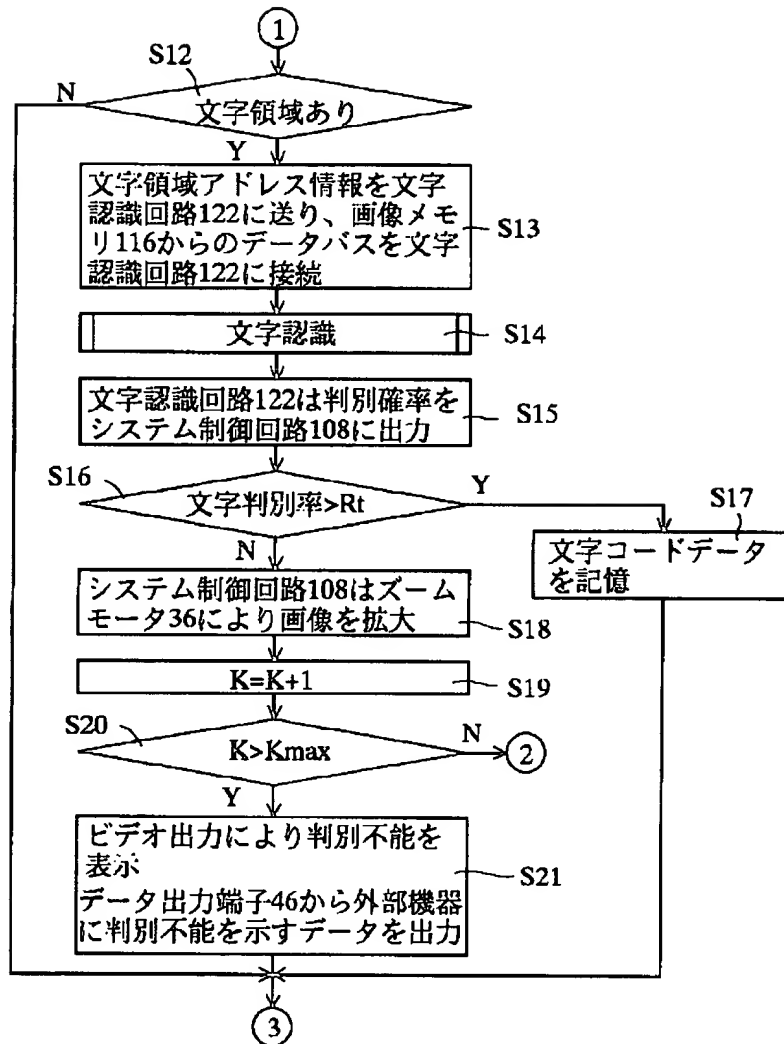 1
S12
N
文字領域あり
Y
文字領域アドレス情報を文字
認識回路122に送り、画像メモ
リ116からのデータバスを文字
認識回路122に接続
S13
文字認識
S14
文字認識回路122は判別確率を
システム制御回路108に出力
S15
S16
文字判別率>Rt
Y
N
S17
文字コードデータ
を記憶
システム制御回路108はズーム
モータ36により画像を拡大
S18
K=K+1
S19
S20
K>Kmax
N
2
Y
ビデオ出力により判別不能を
表示
データ出力端子46から外部機器
に判別不能を示すデータを出力
S21
3